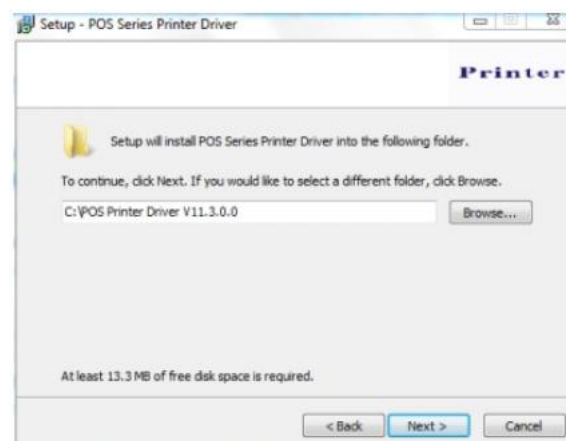 Setup - POS Series Printer Driver
Printer
Setup will install POS Series Printer Driver into the following folder.
To continue, click Next. If you would like to select a different folder, click Browse.
C:\POS Printer Driver V11.3.0.0
Browse...
At least 13.3 MB of free disk space is required.
< Back
Next >
Cancel